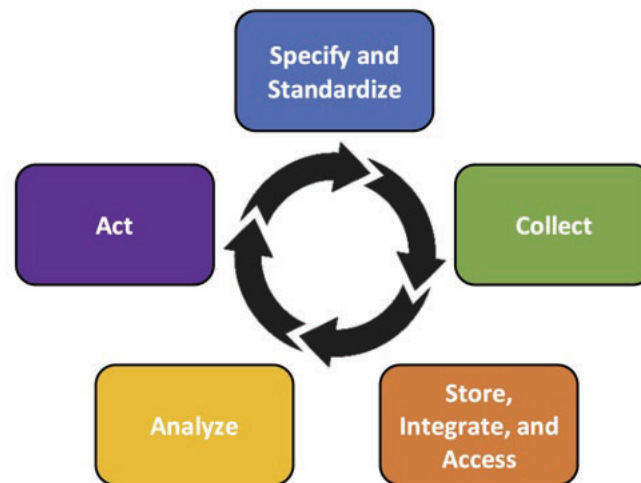 Specify and
Standardize
Act
Collect
Analyze
Store,
Integrate, and
Access